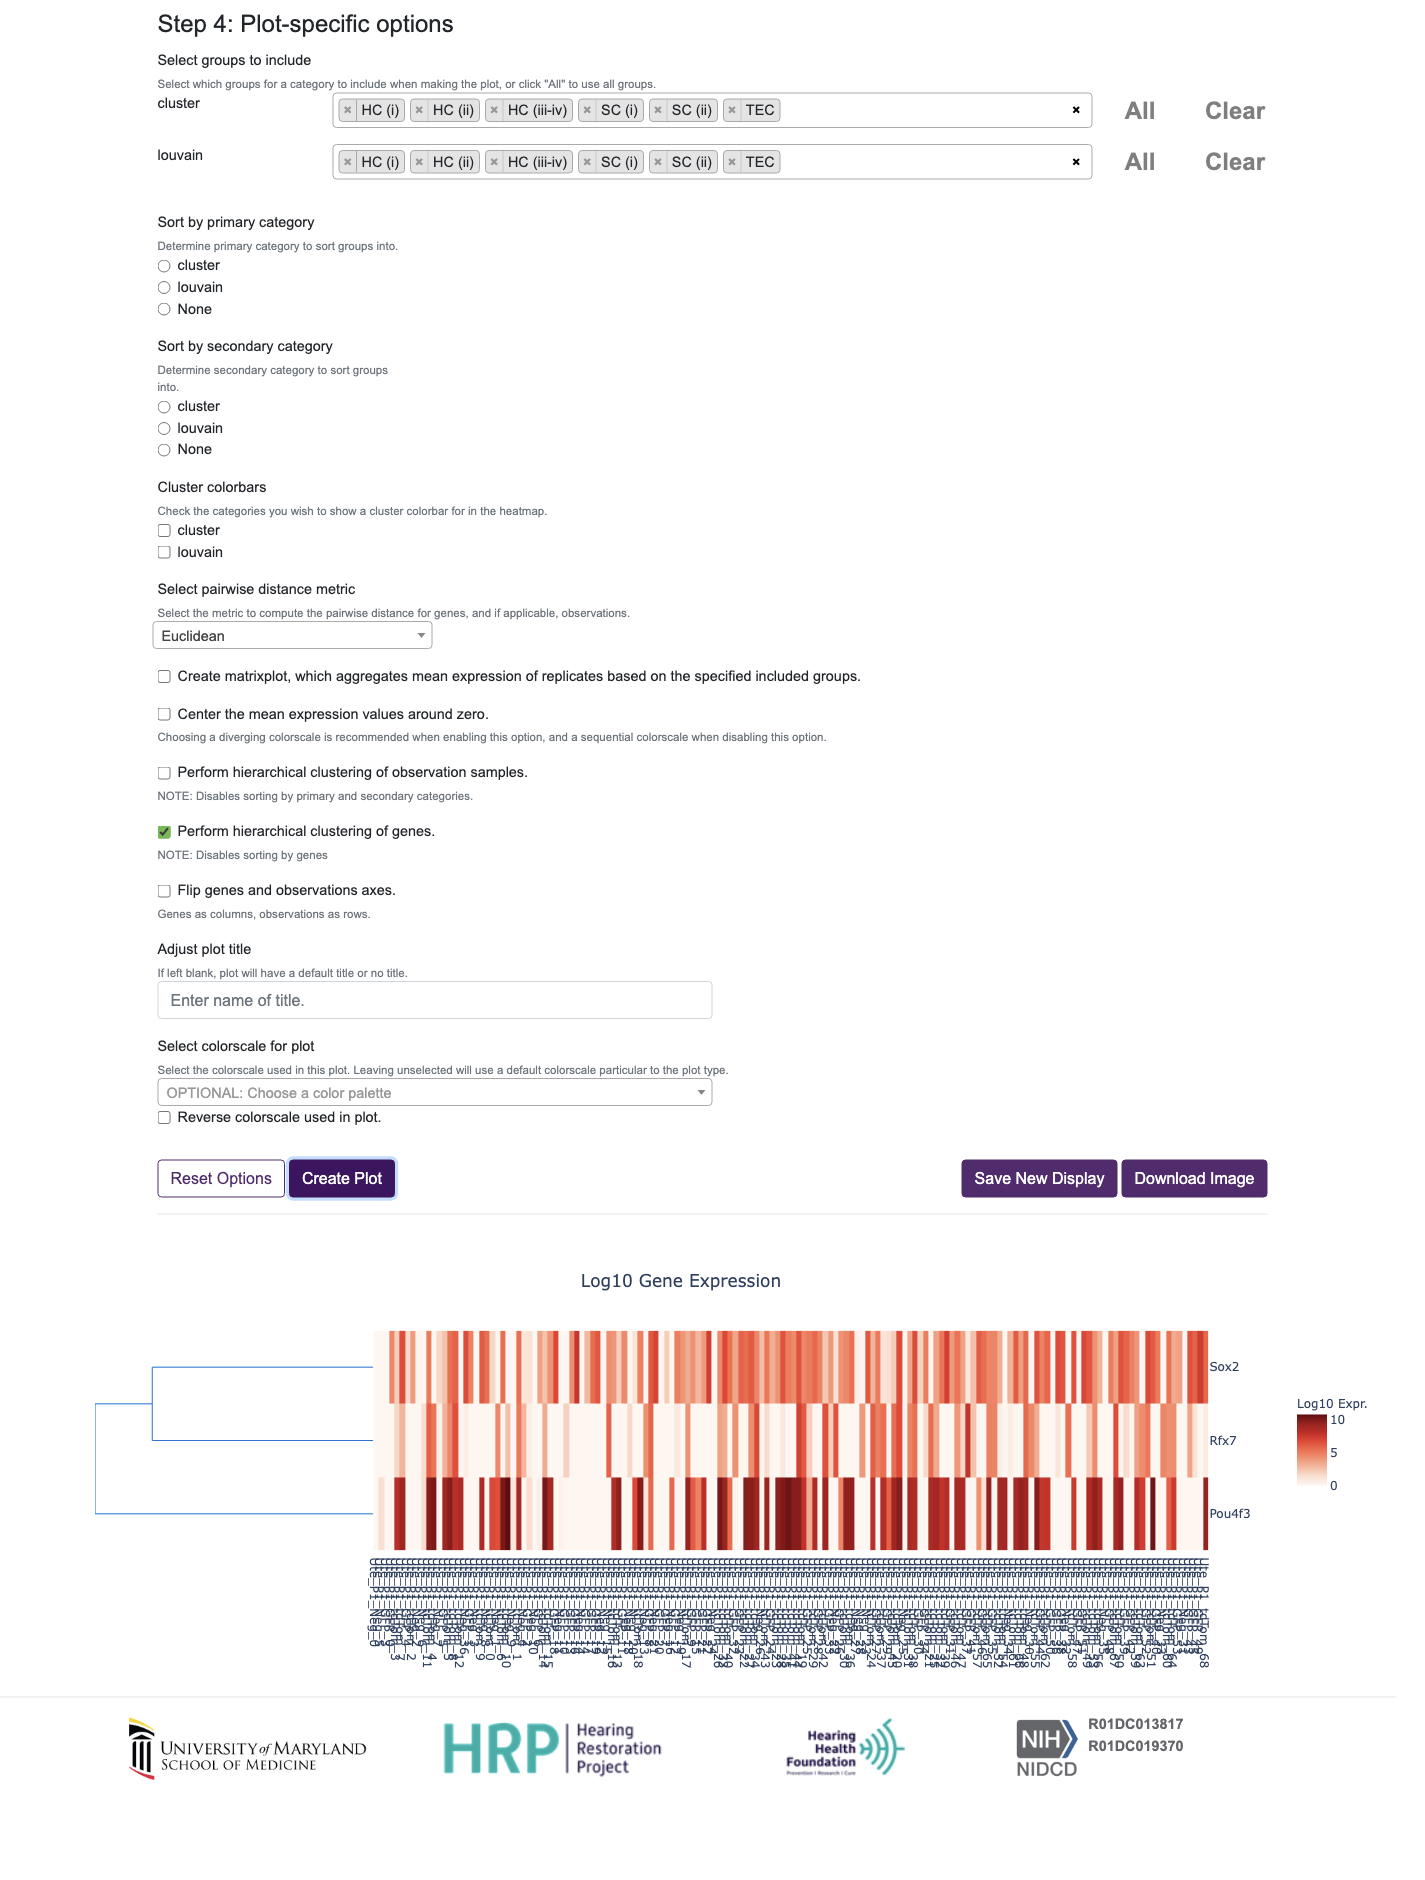 Step 4: Plot-specific options
Select groups to include
Select which groups for a category to include when making the plot, or click "All" to use all groups.
cluster
× HC (i) × HC (ii) × HC (iii-iv) × SC (i) × SC (ii) × TEC ×
All Clear
louvain
× HC (i) × HC (ii) × HC (iii-iv) × SC (i) × SC (ii) × TEC ×
All Clear
Sort by primary category
Determine primary category to sort groups into.
cluster
louvain
None
Sort by secondary category
Determine secondary category to sort groups
into.
cluster
louvain
None
Cluster colorbars
Check the categories you wish to show a cluster colorbar for in the heatmap.
cluster
louvain
Select pairwise distance metric
Select the metric to compute the pairwise distance for genes, and if applicable, observations.
Euclidean
Create matrixplot, which aggregates mean expression of replicates based on the specified included groups.
Center the mean expression values around zero.
Choosing a diverging colorscale is recommended when enabling this option, and a sequential colorscale when disabling this option.
Perform hierarchical clustering of observation samples.
NOTE: Disables sorting by primary and secondary categories.
Perform hierarchical clustering of genes.
NOTE: Disables sorting by genes
Flip genes and observations axes.
Genes as columns, observations as rows.
Adjust plot title
If left blank, plot will have a default title or no title.
Enter name of title.
Select colorscale for plot
Select the colorscale used in this plot. Leaving unselected will use a default colorscale particular to the plot type.
OPTIONAL: Choose a color palette
Reverse colorscale used in plot.
Reset Options
Create Plot
Save New Display
Download Image
Log10 Gene Expression
Sox2
Rfx7
Pou4f3
Log10 Expr.
10
5
0
UNIVERSITY of MARYLAND
SCHOOL OF MEDICINE
HRP
Hearing
Restoration
Project
Hearing
Health
Foundation
Prevention | Research | Cure
NIH
NIDCD
R01DC013817
R01DC019370